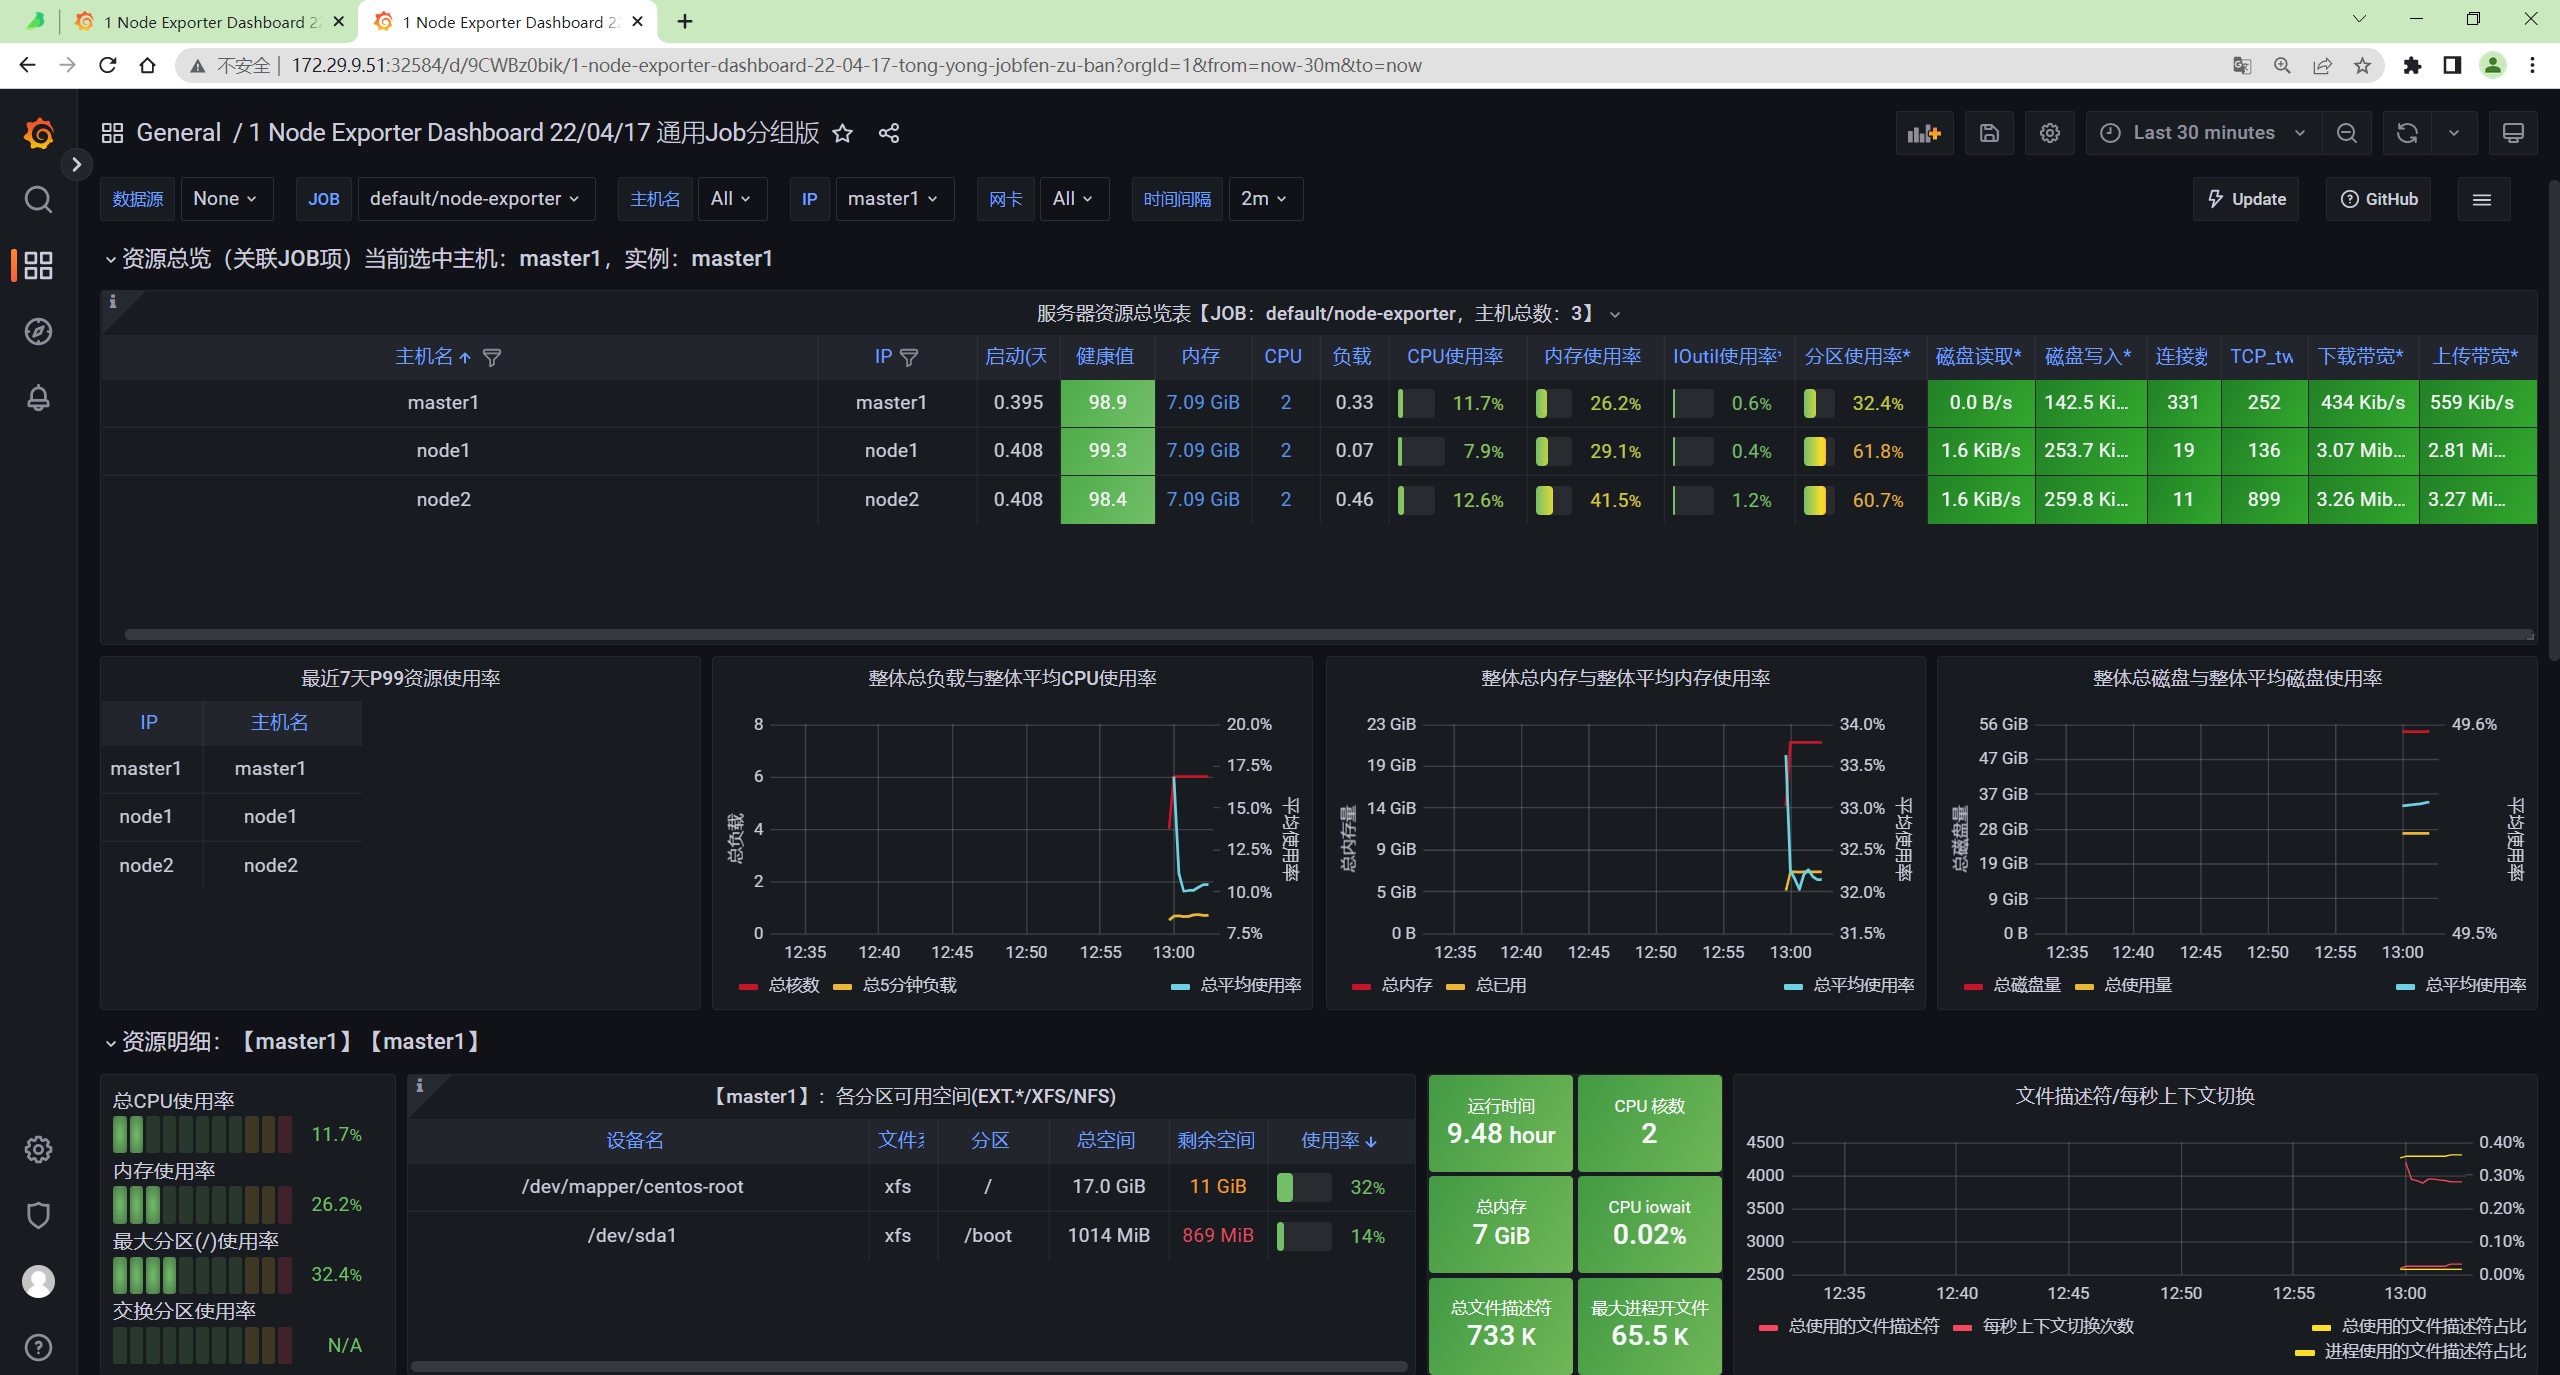 1 Node Exporter Dashboard 22
1 Node Exporter Dashboard 22
不安全 | 172.29.9.51:32584/d/9CWBz0bik/1-node-exporter-dashboard-22-04-17-tong-yong-jobfen-zu-ban?orgId=1&from=now-30m&to=now
General / 1 Node Exporter Dashboard 22/04/17 通用Job分组版
Last 30 minutes
数据源 None JOB default/node-exporter 主机名 All IP master1 网卡 All 时间间隔 2m Update GitHub
资源总览（关联JOB项）当前选中主机：master1，实例：master1
服务器资源总览表【JOB：default/node-exporter，主机总数：3】
主机名 IP 启动(天 健康值 内存 CPU 负载 CPU使用率 内存使用率 IOutil使用率* 分区使用率* 磁盘读取* 磁盘写入* 连接数 TCP_tw 下载带宽* 上传带宽*
master1 master1 0.395 98.9 7.09 GiB 2 0.33 11.7% 26.2% 0.6% 32.4% 0.0 B/s 142.5 Ki... 331 252 434 Kib/s 559 Kib/s
node1 node1 0.408 99.3 7.09 GiB 2 0.07 7.9% 29.1% 0.4% 61.8% 1.6 KiB/s 253.7 Ki... 19 136 3.07 Mib... 2.81 Mi...
node2 node2 0.408 98.4 7.09 GiB 2 0.46 12.6% 41.5% 1.2% 60.7% 1.6 KiB/s 259.8 Ki... 11 899 3.26 Mib... 3.27 Mi...
最近7天P99资源使用率
IP 主机名
master1 master1
node1 node1
node2 node2
整体总负载与整体平均CPU使用率
总负载
8
6
4
2
0
20.0%
17.5%
15.0%
12.5%
10.0%
7.5%
平均使用率
12:35 12:40 12:45 12:50 12:55 13:00
总核数 总5分钟负载 总平均使用率
整体总内存与整体平均内存使用率
总内存量
23 GiB
19 GiB
14 GiB
9 GiB
5 GiB
0 B
34.0%
33.5%
33.0%
32.5%
32.0%
31.5%
平均使用率
12:35 12:40 12:45 12:50 12:55 13:00
总内存 总已用 总平均使用率
整体总磁盘与整体平均磁盘使用率
总磁盘量
56 GiB
47 GiB
37 GiB
28 GiB
19 GiB
9 GiB
0 B
49.6%
49.5%
平均使用率
12:35 12:40 12:45 12:50 12:55 13:00
总磁盘量 总使用量 总平均使用率
资源明细：【master1】【master1】
总CPU使用率
11.7%
内存使用率
26.2%
最大分区(/)使用率
32.4%
交换分区使用率
N/A
【master1】：各分区可用空间(EXT.*/XFS/NFS)
设备名 文件系 分区 总空间 剩余空间 使用率
/dev/mapper/centos-root xfs / 17.0 GiB 11 GiB 32%
/dev/sda1 xfs /boot 1014 MiB 869 MiB 14%
运行时间
9.48 hour
CPU 核数
2
总内存
7 GiB
CPU iowait
0.02%
总文件描述符
733 K
最大进程开文件
65.5 K
文件描述符/每秒上下文切换
4500
4000
3500
3000
2500
0.40%
0.30%
0.20%
0.10%
0.00%
12:35 12:40 12:45 12:50 12:55 13:00
总使用的文件描述符 每秒上下文切换次数 总使用的文件描述符占比
进程使用的文件描述符占比